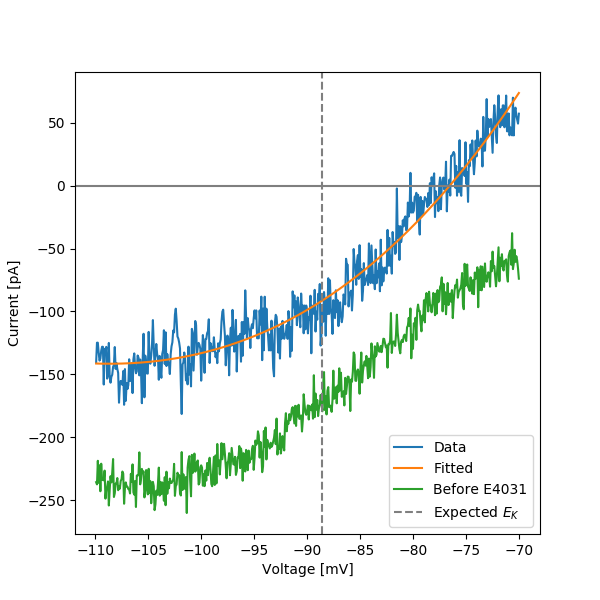 50
0
−50
−100
−150
−200
−250
Current [pA]
−110 −105 −100 −95 −90 −85 −80 −75 −70
Voltage [mV]
Data
Fitted
Before E4031
Expected E_K